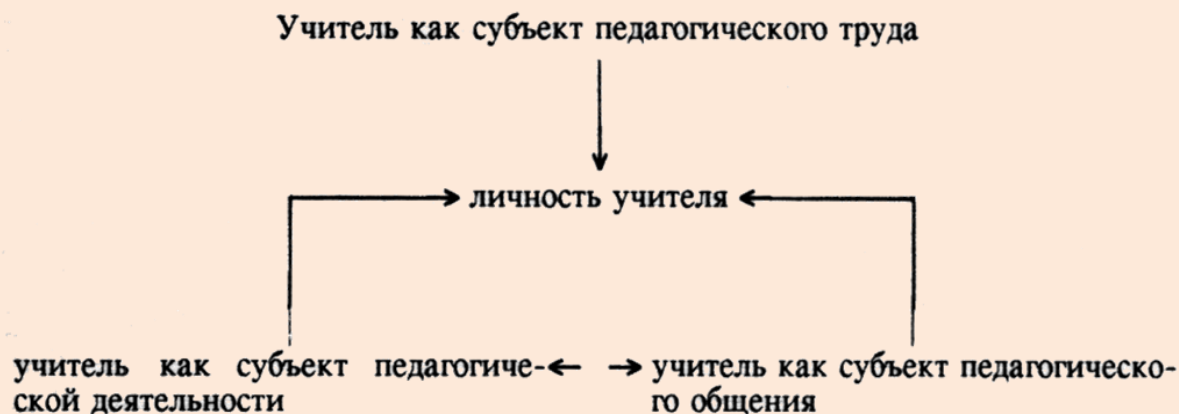 Учитель как субъект педагогического труда
личность учителя
учитель как субъект педагогиче-
ской деятельности
учитель как субъект педагогическо-
го общения